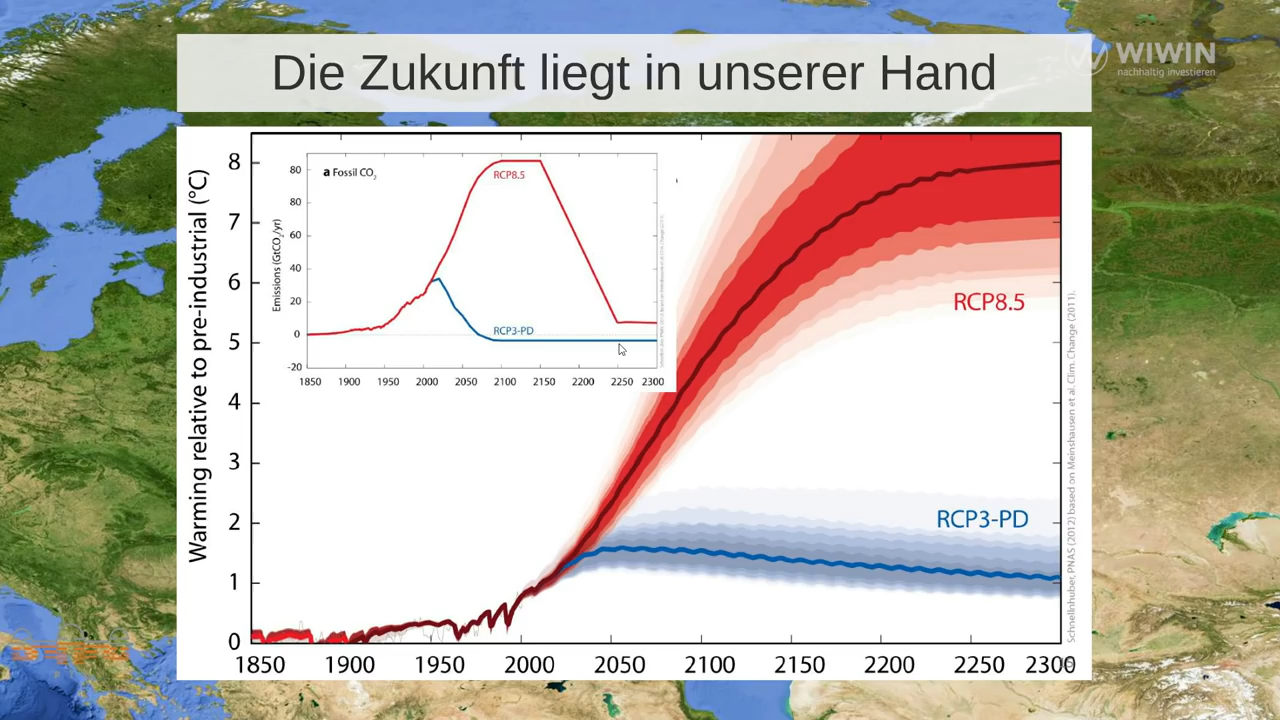 Die Zukunft liegt in unserer Hand
WIWIN
nachhaltig investieren
Warming relative to pre-industrial (°C)
8
7
6
5
4
3
2
1
0
1850 1900 1950 2000 2050 2100 2150 2200 2250 2300
RCP8.5
RCP3-PD
a Fossil CO2
Emissions (GtCO2/yr)
80
80
60
40
20
0
-20
1850 1900 1950 2000 2050 2100 2150 2200 2250 2300
RCP8.5
RCP3-PD
Schnellnhuber, PNAS (2012) based on Meinshausen et al. Clim. Change (2011).